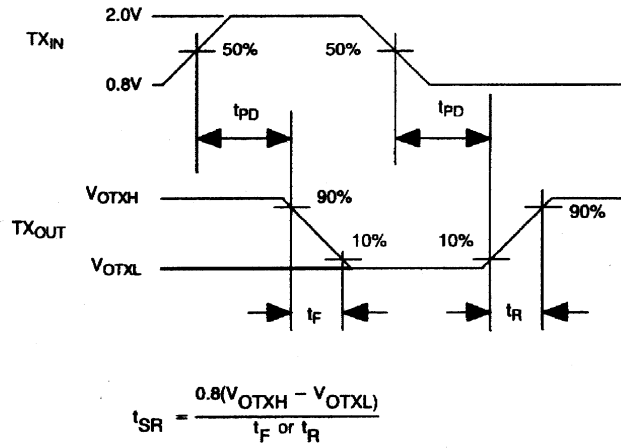 2.0V
TXIN
50%
50%
0.8V
tPD
tPD
VOTXH
90%
90%
TXOUT
10%
10%
VOTXL
tF
tR
tSR = 0.8(VOTXH – VOTXL)
tF or tR